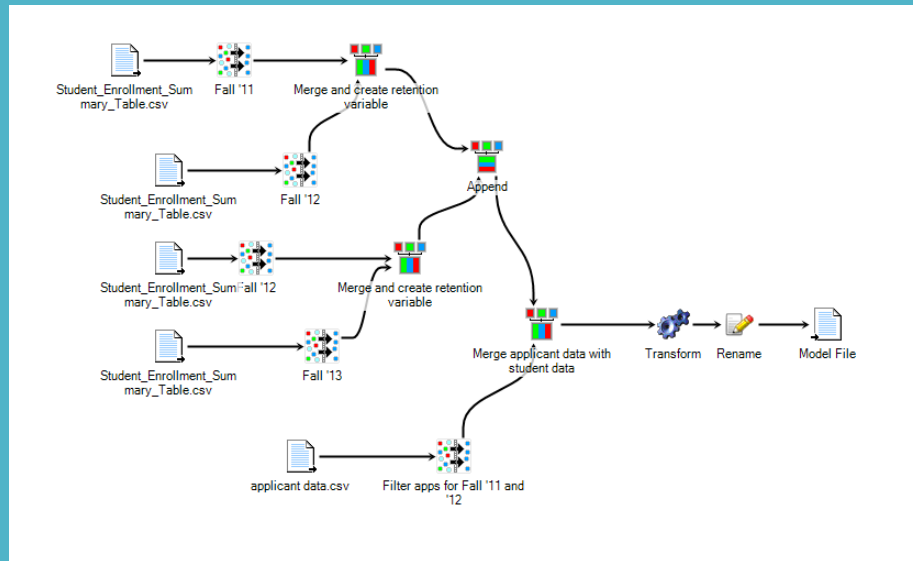 Student_Enrollment_Sum
mary_Table.csv
Fall '11
Merge and create retention
variable
Student_Enrollment_Sum
mary_Table.csv
Fall '12
Append
Student_Enrollment_Sum
mary_Table.csv
Fall '12
Merge and create retention
variable
Student_Enrollment_Sum
mary_Table.csv
Fall '13
Merge applicant data with
student data
Transform
Rename
Model File
applicant data.csv
Filter apps for Fall '11 and
'12